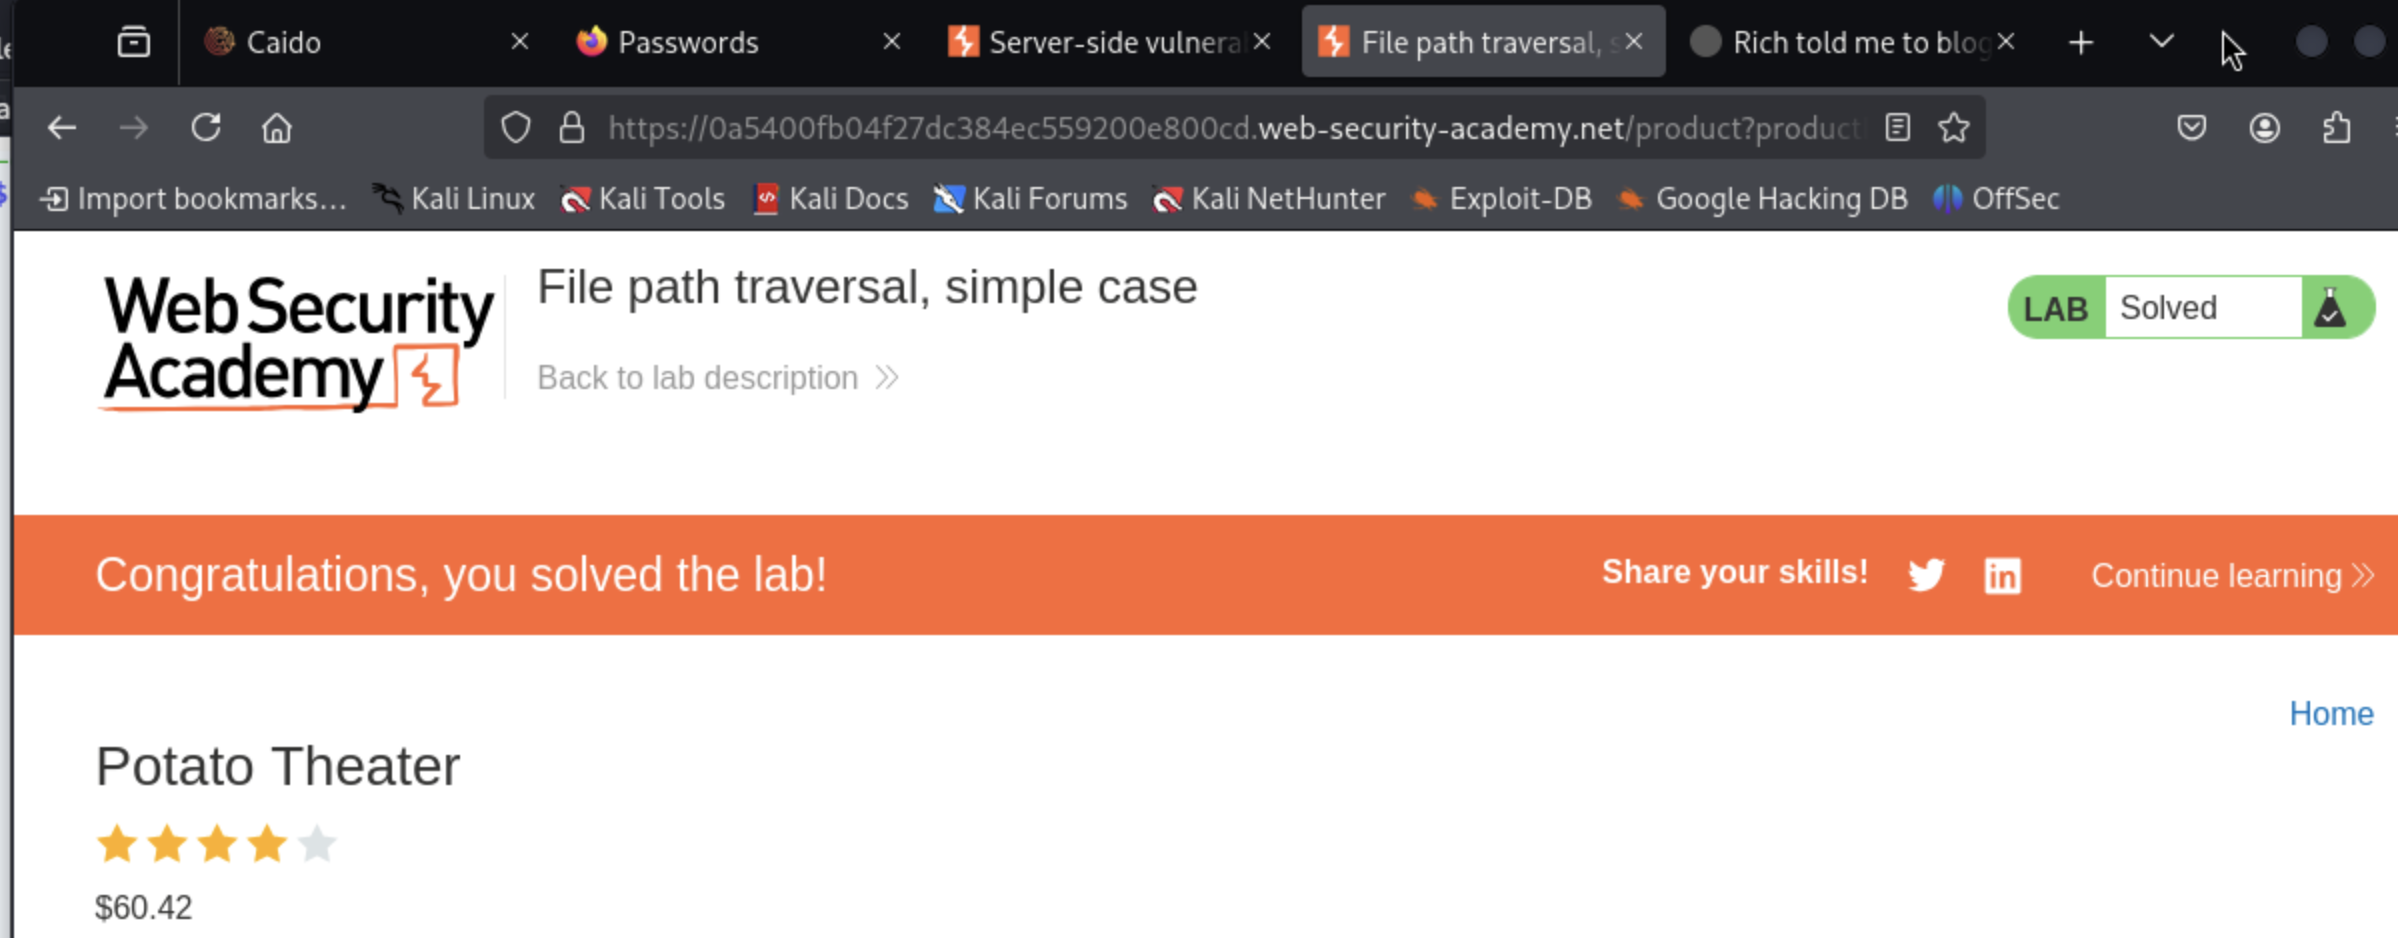 Caido
Passwords
Server-side vulnera
File path traversal, s
Rich told me to blog
https://0a5400fb04f27dc384ec559200e800cd.web-security-academy.net/product?product
Import bookmarks...
Kali Linux
Kali Tools
Kali Docs
Kali Forums
Kali NetHunter
Exploit-DB
Google Hacking DB
OffSec
Web Security
Academy
File path traversal, simple case
Back to lab description
LAB Solved
Congratulations, you solved the lab!
Share your skills!
Continue learning
Home
Potato Theater
$60.42